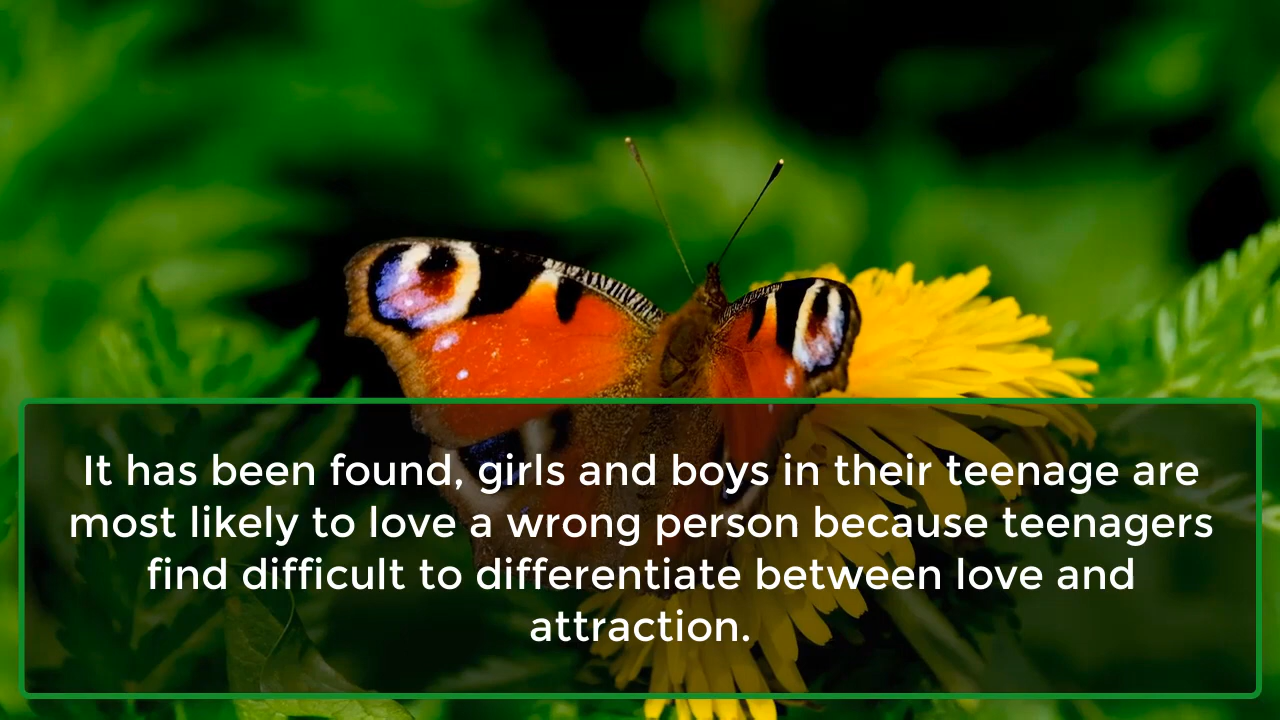 It has been found, girls and boys in their teenage are
most likely to love a wrong person because teenagers
find difficult to differentiate between love and
attraction.